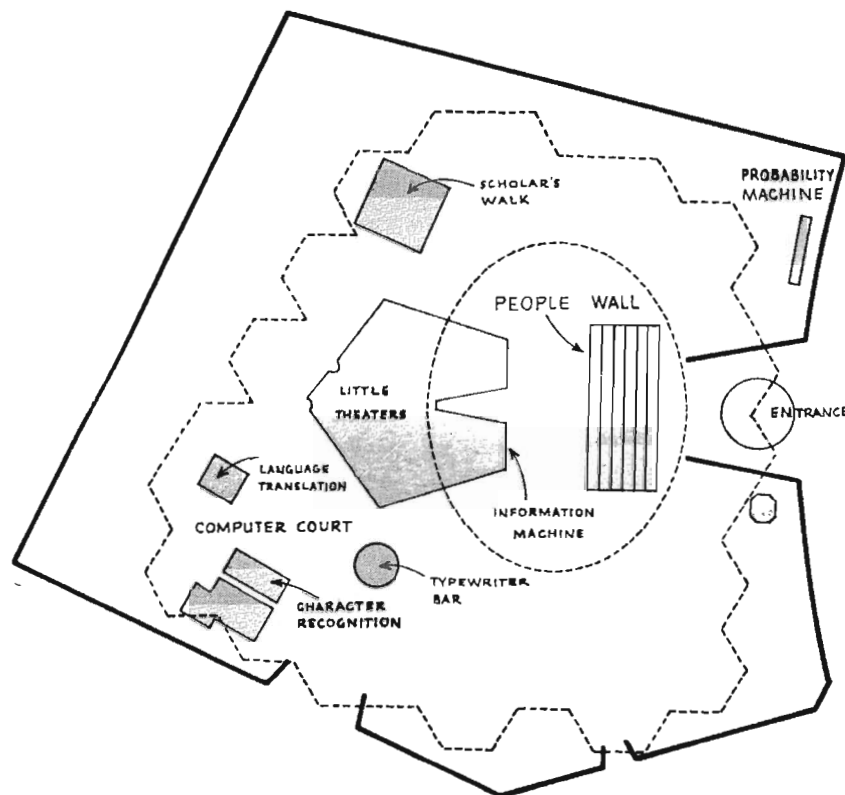 SCHOLAR'S
WALK
PROBABILITY
MACHINE
PEOPLE WALL
LITTLE
THEATERS
ENTRANCE
LANGUAGE
TRANSLATION
INFORMATION
MACHINE
COMPUTER COURT
TYPEWRITER
BAR
CHARACTER
RECOGNITION